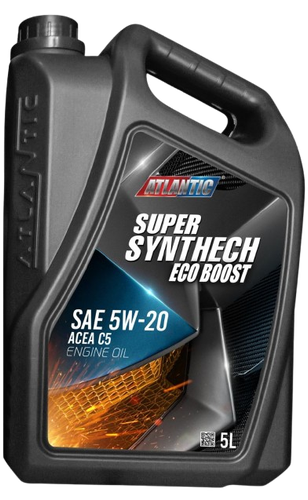 ATLANTIC
ATLANTIC
SUPER
SYNTHECH
ECO BOOST
SAE 5W-20
ACEA C5
ENGINE OIL
5L